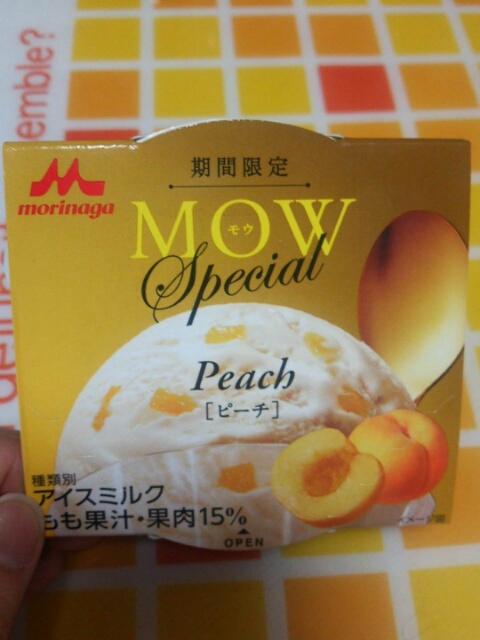 emble?
期間限定
morinaga
MOW
モウ
Special
Peach
[ピーチ]
種類別
アイスミルク
もも果汁・果肉15%
OPEN
イメージ図